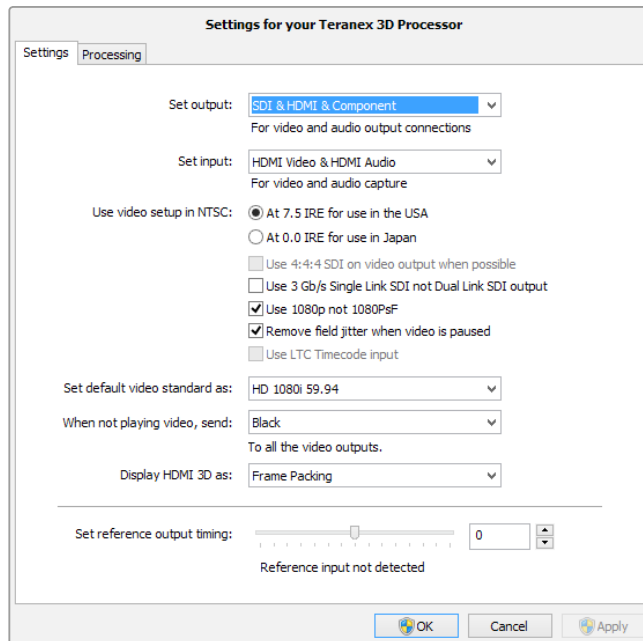 Settings for your Teranex 3D Processor
Settings Processing
Set output: SDI & HDMI & Component
For video and audio output connections
Set input: HDMI Video & HDMI Audio
For video and audio capture
Use video setup in NTSC: At 7.5 IRE for use in the USA
At 0.0 IRE for use in Japan
Use 4:4:4 SDI on video output when possible
Use 3 Gb/s Single Link SDI not Dual Link SDI output
Use 1080p not 1080PsF
Remove field jitter when video is paused
Use LTC Timecode input
Set default video standard as: HD 1080i 59.94
When not playing video, send: Black
To all the video outputs.
Display HDMI 3D as: Frame Packing
Set reference output timing: 0
Reference input not detected
OK Cancel Apply